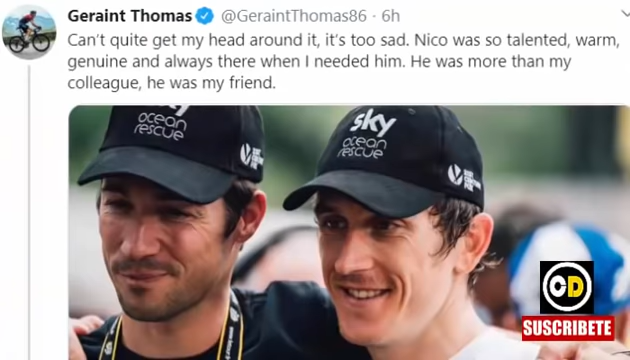 Geraint Thomas @GeraintThomas86 · 6h
Can't quite get my head around it, it's too sad. Nico was so talented, warm,
genuine and always there when I needed him. He was more than my
colleague, he was my friend.
sky
ocean
rescue
sky
ocean
rescue
CD
SUSCRIBETE